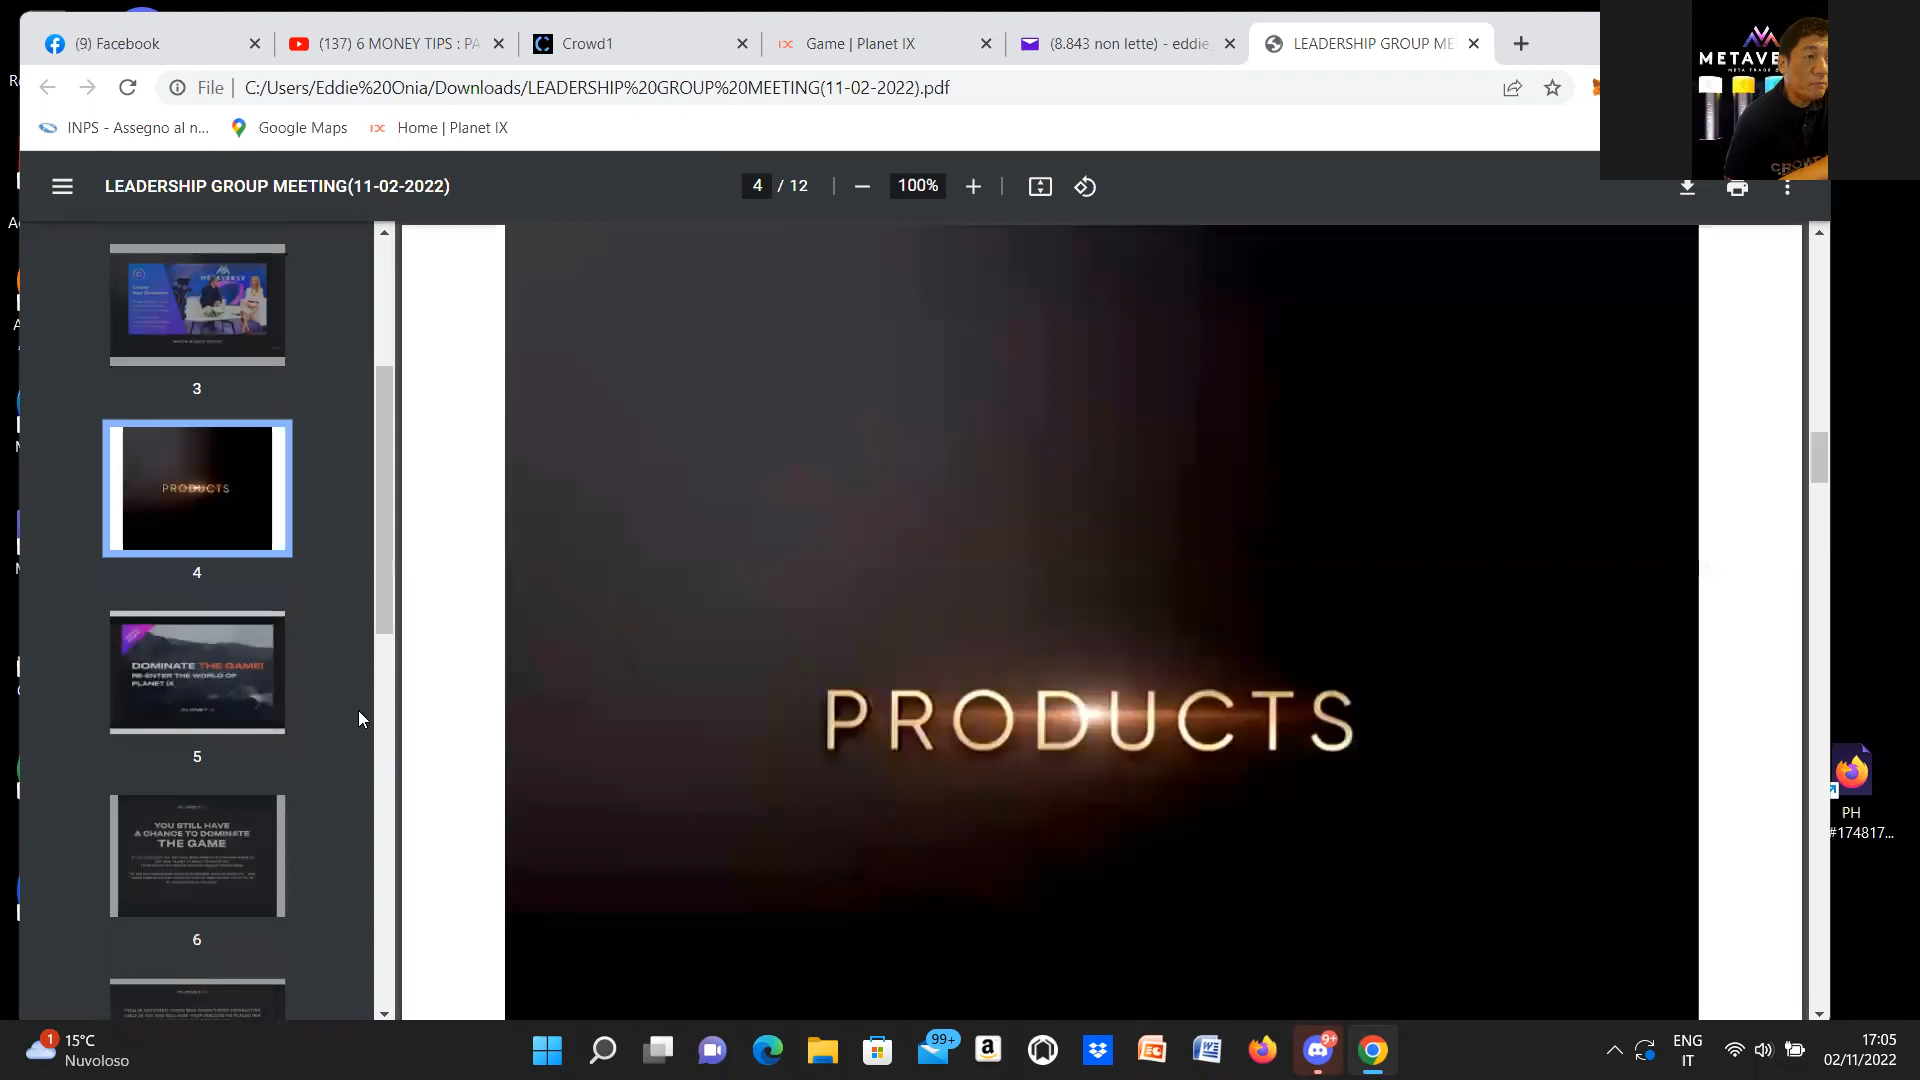 (9) Facebook
(137) 6 MONEY TIPS : PA
Crowd1
Game | Planet IX
(8.843 non lette) - eddie
LEADERSHIP GROUP ME
File
C:/Users/Eddie%20Onia/Downloads/LEADERSHIP%20GROUP%20MEETING(11-02-2022).pdf
INPS - Assegno al n...
Google Maps
Home | Planet IX
LEADERSHIP GROUP MEETING(11-02-2022)
4 / 12
100%
3
PRODUCTS
4
DOMINATE THE GAME!
RE-ENTER THE WORLD OF
PLANET IX
5
YOU STILL HAVE
A CHANCE TO DOMINATE
THE GAME
6
PRODUCTS
PH
#174817...
1
15°C
Nuvoloso
99+
9+
ENG
IT
17:05
02/11/2022